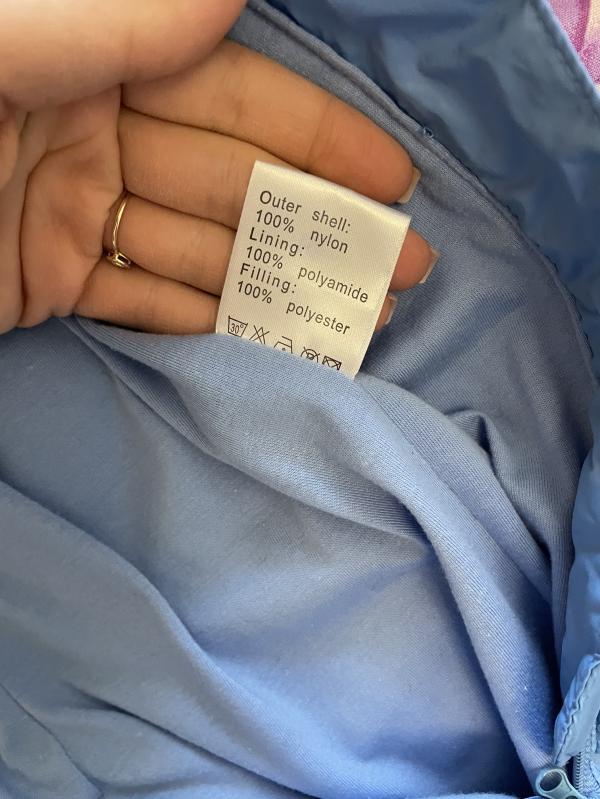 Outer shell:
100% nylon
Lining:
100% polyamide
Filling:
100% polyester
30°